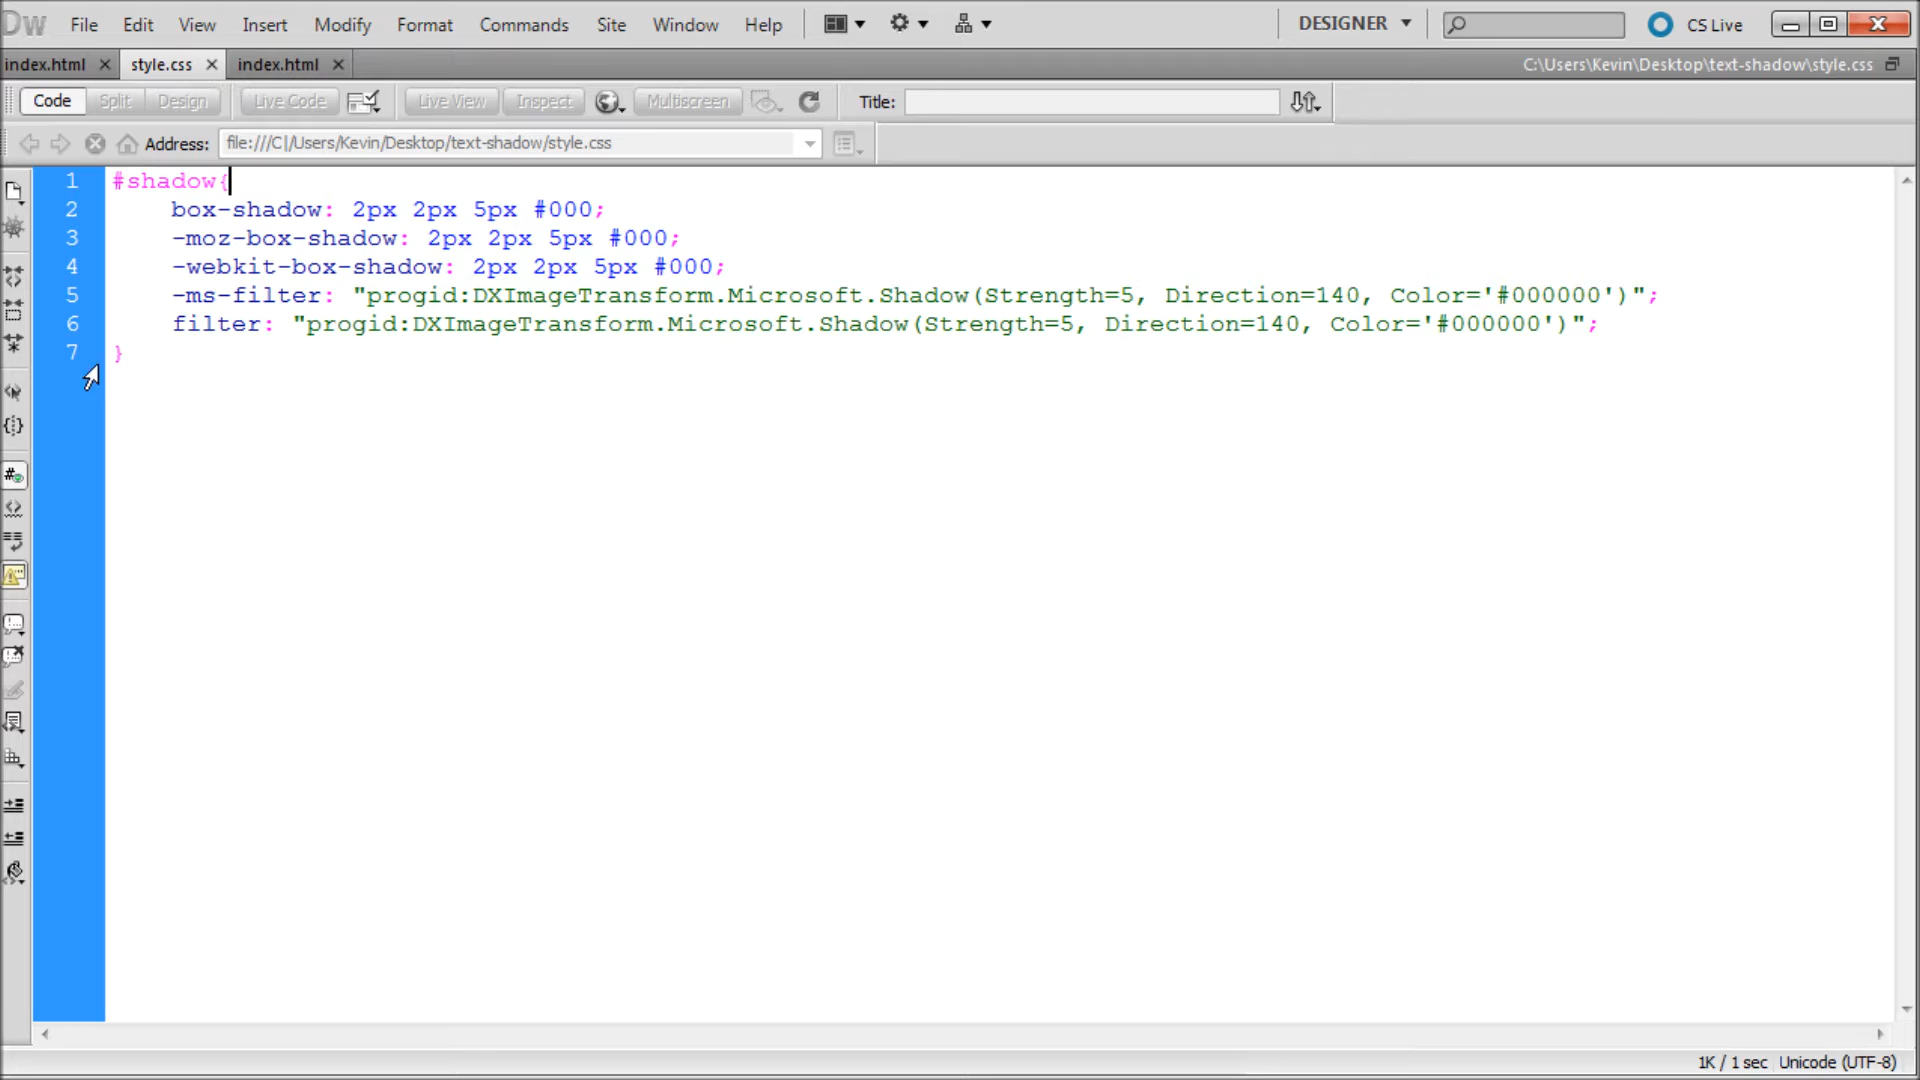 Dw File Edit View Insert Modify Format Commands Site Window Help DESIGNER CS Live
index.html style.css index.html C:\Users\Kevin\Desktop\text-shadow\style.css
Code Split Design Live Code Live View Inspect Multiscreen Title:
Address: file:///C|/Users/Kevin/Desktop/text-shadow/style.css
1 #shadow{
2 box-shadow: 2px 2px 5px #000;
3 -moz-box-shadow: 2px 2px 5px #000;
4 -webkit-box-shadow: 2px 2px 5px #000;
5 -ms-filter: "progid:DXImageTransform.Microsoft.Shadow(Strength=5, Direction=140, Color='#000000')";
6 filter: "progid:DXImageTransform.Microsoft.Shadow(Strength=5, Direction=140, Color='#000000')";
7 }
1K / 1 sec Unicode (UTF-8)